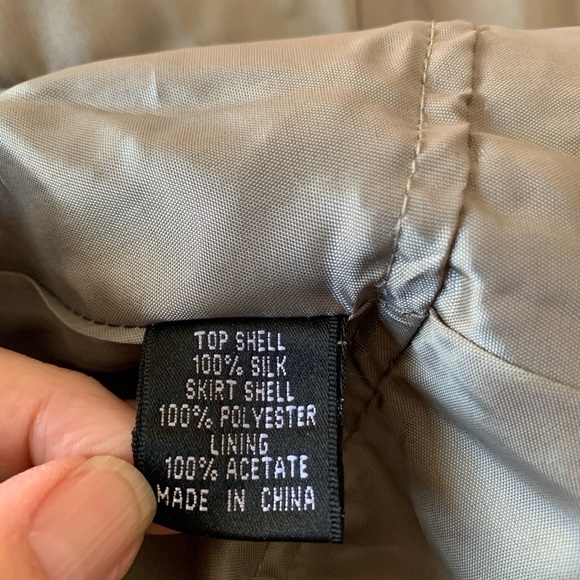 TOP SHELL
100% SILK
SKIRT SHELL
100% POLYESTER
LINING
100% ACETATE
MADE IN CHINA